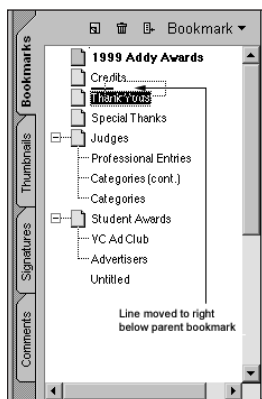 Bookmark
Bookmarks
Thumbnails
Signatures
Comments
1999 Addy Awards
Credits
Thank Yous
Special Thanks
Judges
Professional Entries
Categories (cont.)
Categories
Student Awards
VC Ad Club
Advertisers
Untitled
Line moved to right
below parent bookmark